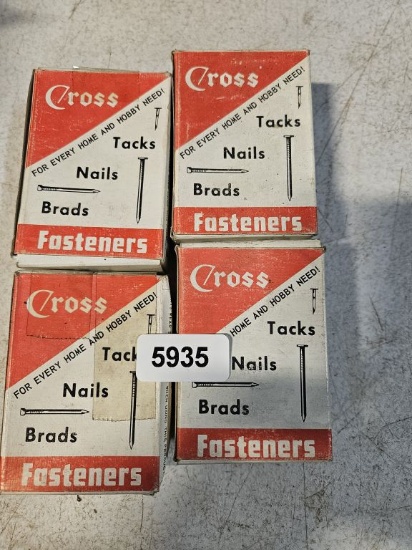 Cross
FOR EVERY HOME AND HOBBY NEED!
Tacks
Nails
Brads
Fasteners
Cross
FOR EVERY HOME AND HOBBY NEED!
Tacks
Nails
Brads
Fasteners
Cross
FOR EVERY HOME AND HOBBY NEED!
Tack
Nails
Brads
Fasteners
Cross
HOME AND HOBBY NEED!
Tacks
Nails
Brads
Fasteners
5935